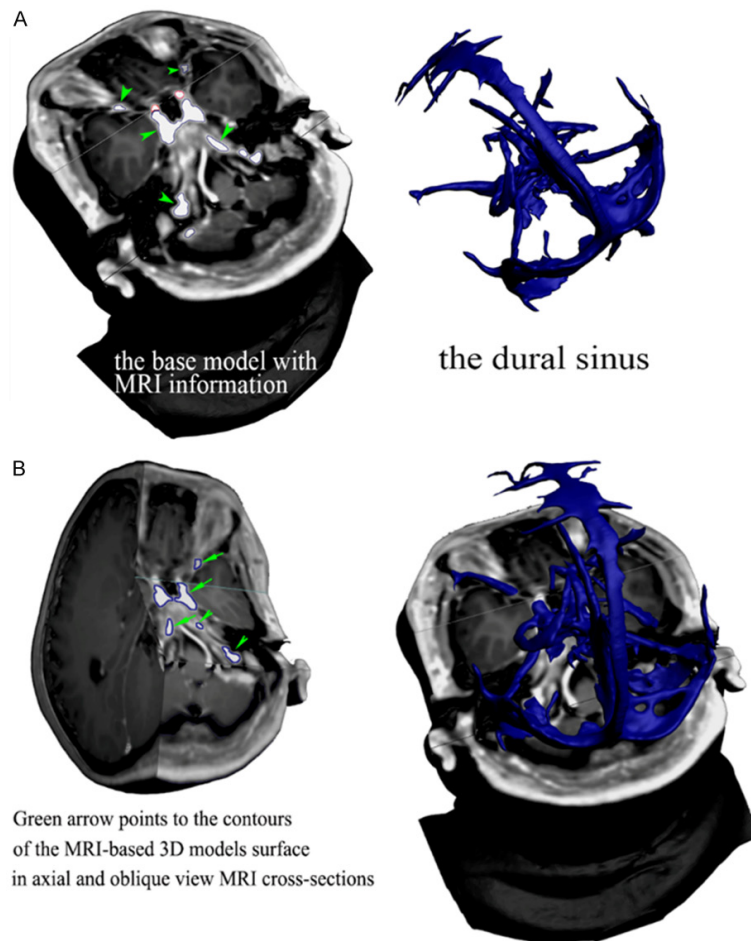 A
the base model with
MRI information
the dural sinus
B
Green arrow points to the contours
of the MRI-based 3D models surface
in axial and oblique view MRI cross-sections